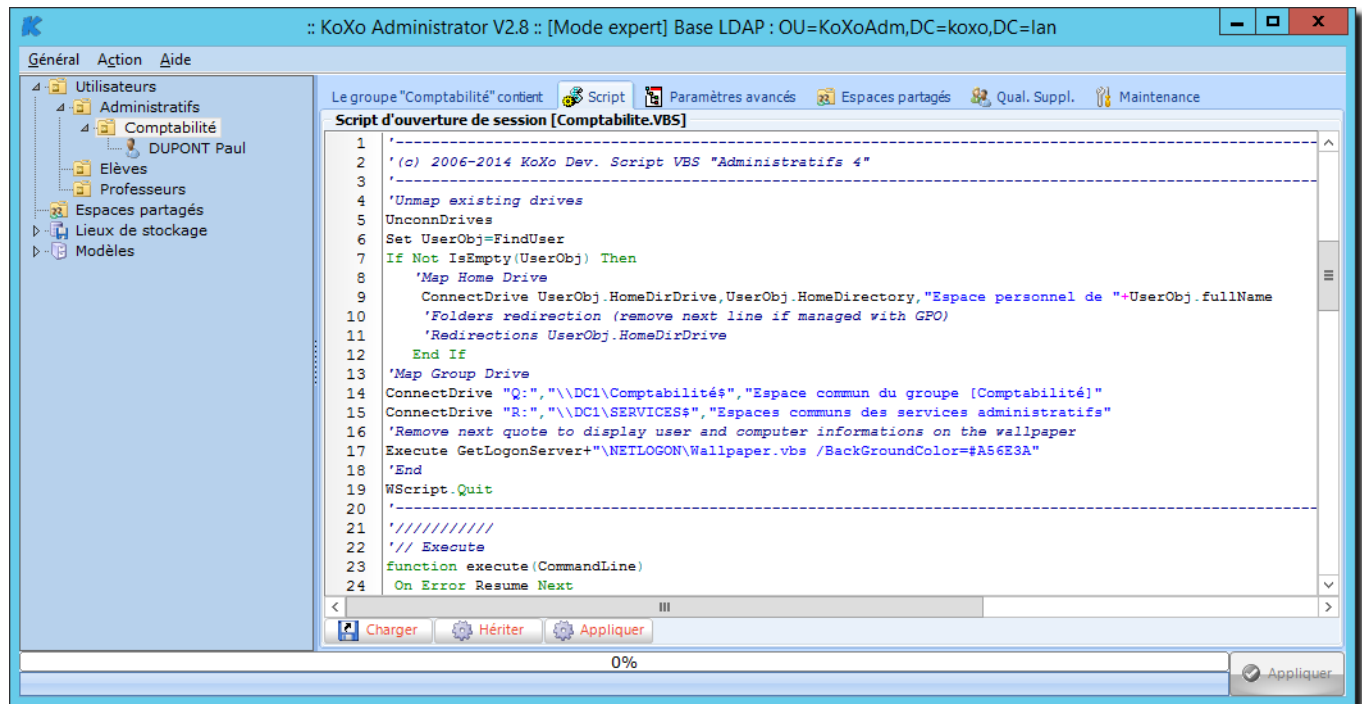 :: KoXo Administrator V2.8 :: [Mode expert] Base LDAP : OU=KoXoAdm,DC=koxo,DC=lan
Général Action Aide
Utilisateurs
Administratifs
Comptabilité
DUPONT Paul
Elèves
Professeurs
Espaces partagés
Lieux de stockage
Modèles
Le groupe "Comptabilité" contient Script Paramètres avancés Espaces partagés Qual. Suppl. Maintenance
Script d'ouverture de session [Comptabilite.VBS]
1 '--------------------------------------------------------------------------------
2 '(c) 2006-2014 KoXo Dev. Script VBS "Administratifs 4"
3 '--------------------------------------------------------------------------------
4 'Unmap existing drives
5 UnconnDrives
6 Set UserObj=FindUser
7 If Not IsEmpty(UserObj) Then
8 'Map Home Drive
9 ConnectDrive UserObj.HomeDirDrive,UserObj.HomeDirectory,"Espace personnel de "+UserObj.fullName
10 'Folders redirection (remove next line if managed with GPO)
11 'Redirections UserObj.HomeDirDrive
12 End If
13 'Map Group Drive
14 ConnectDrive "Q:","\\DC1\Comptabilité$","Espace commun du groupe [Comptabilité]"
15 ConnectDrive "R:","\\DC1\SERVICES$","Espaces communs des services administratifs"
16 'Remove next quote to display user and computer informations on the wallpaper
17 Execute GetLogonServer+"\NETLOGON\Wallpaper.vbs /BackGroundColor=#A56E3A"
18 'End
19 WScript.Quit
20 '--------------------------------------------------------------------------------
21 '///////////
22 '// Execute
23 function execute(CommandLine)
24 On Error Resume Next
Charger Hériter Appliquer
0%
Appliquer